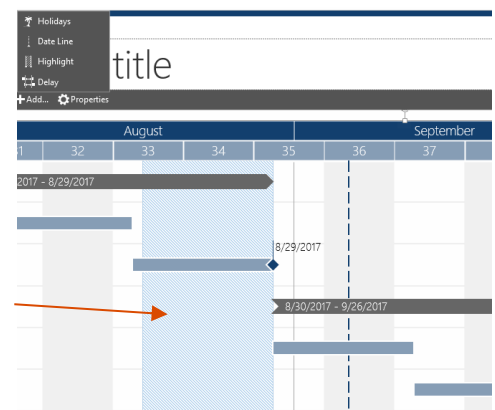 Holidays
Date Line
Highlight
Delay
title
Add... Properties
August September
31 32 33 34 35 36 37
2017 - 8/29/2017
8/29/2017
8/30/2017 - 9/26/2017